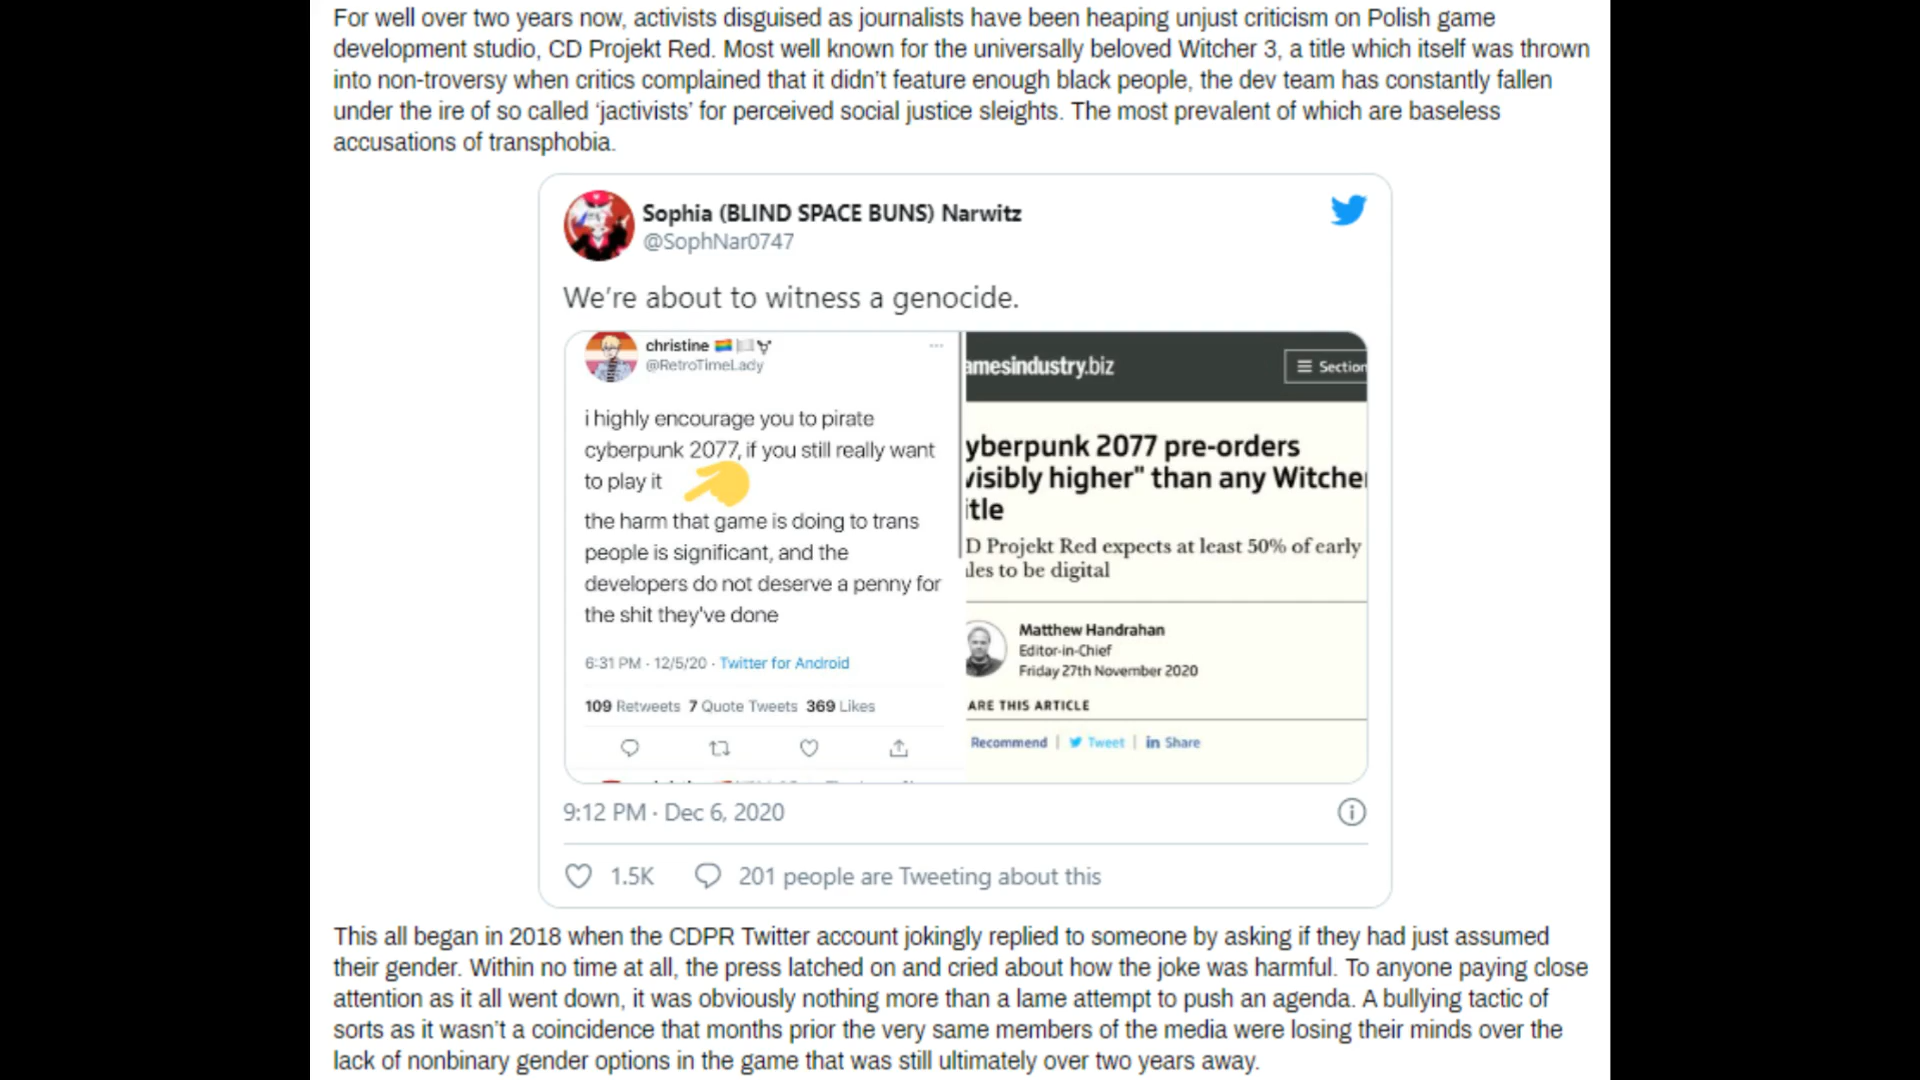 For well over two years now, activists disguised as journalists have been heaping unjust criticism on Polish game
development studio, CD Projekt Red. Most well known for the universally beloved Witcher 3, a title which itself was thrown
into non-troversy when critics complained that it didn't feature enough black people, the dev team has constantly fallen
under the ire of so called 'jactivists' for perceived social justice sleights. The most prevalent of which are baseless
accusations of transphobia.
Sophia (BLIND SPACE BUNS) Narwitz
@SophNar0747
We're about to witness a genocide.
christine
@RetroTimeLady
i highly encourage you to pirate
cyberpunk 2077, if you still really want
to play it
the harm that game is doing to trans
people is significant, and the
developers do not deserve a penny for
the shit they've done
6:31 PM · 12/5/20 · Twitter for Android
109 Retweets 7 Quote Tweets 369 Likes
amesindustry.biz
Section
yberpunk 2077 pre-orders
visibly higher" than any Witcher
itle
D Projekt Red expects at least 50% of early
les to be digital
Matthew Handrahan
Editor-in-Chief
Friday 27th November 2020
ARE THIS ARTICLE
Recommend | Tweet | in Share
9:12 PM · Dec 6, 2020
1.5K 201 people are Tweeting about this
This all began in 2018 when the CDPR Twitter account jokingly replied to someone by asking if they had just assumed
their gender. Within no time at all, the press latched on and cried about how the joke was harmful. To anyone paying close
attention as it all went down, it was obviously nothing more than a lame attempt to push an agenda. A bullying tactic of
sorts as it wasn't a coincidence that months prior the very same members of the media were losing their minds over the
lack of nonbinary gender options in the game that was still ultimately over two years away.